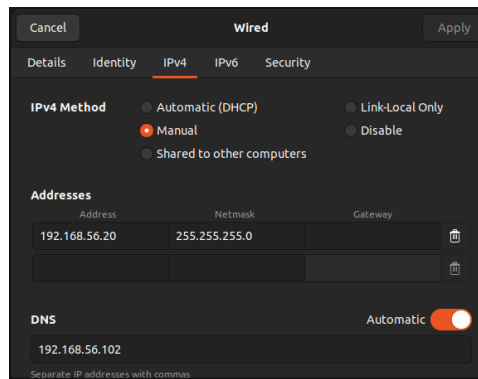 Cancel Wired Apply
Details Identity IPv4 IPv6 Security
IPv4 Method Automatic (DHCP) Link-Local Only
Manual Disable
Shared to other computers
Addresses
Address Netmask Gateway
192.168.56.20 255.255.255.0
DNS Automatic
192.168.56.102
Separate IP addresses with commas